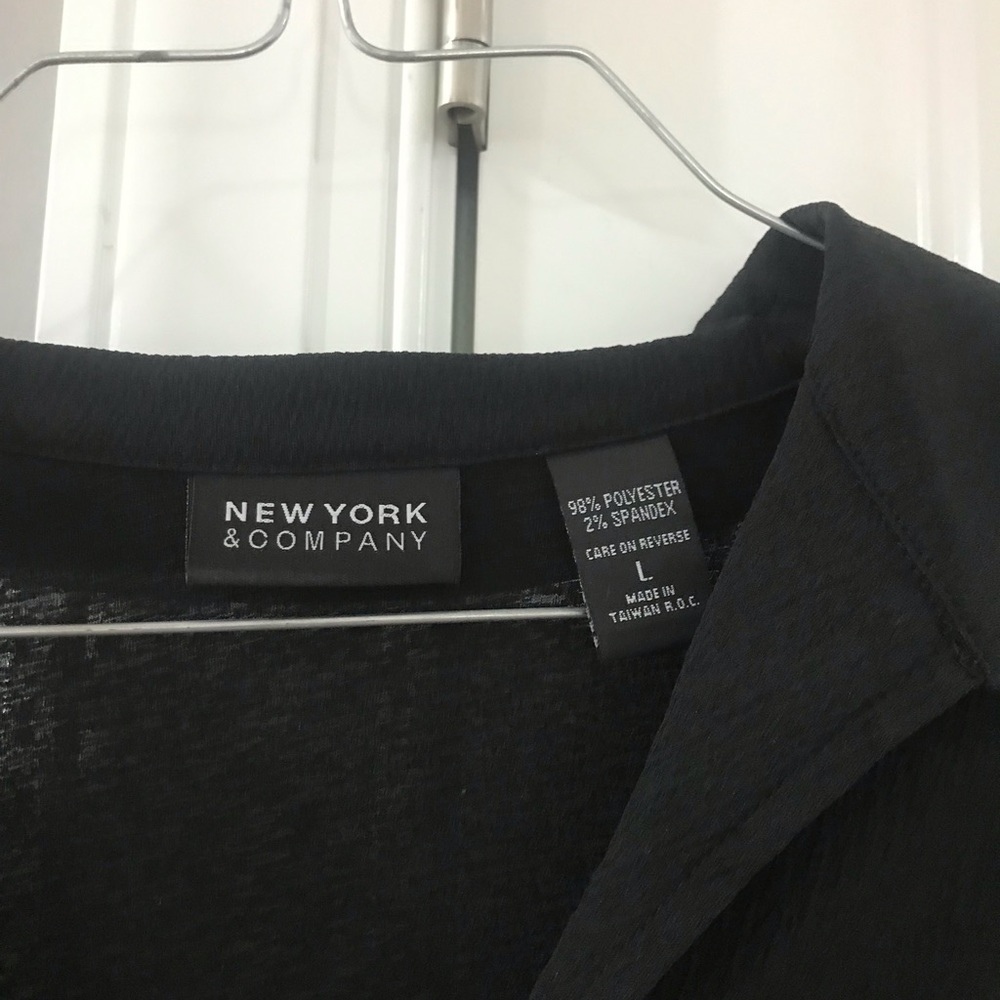 NEW YORK
& COMPANY
98% POLYESTER
2% SPANDEX
CARE ON REVERSE
L
MADE IN
TAIWAN R.O.C.